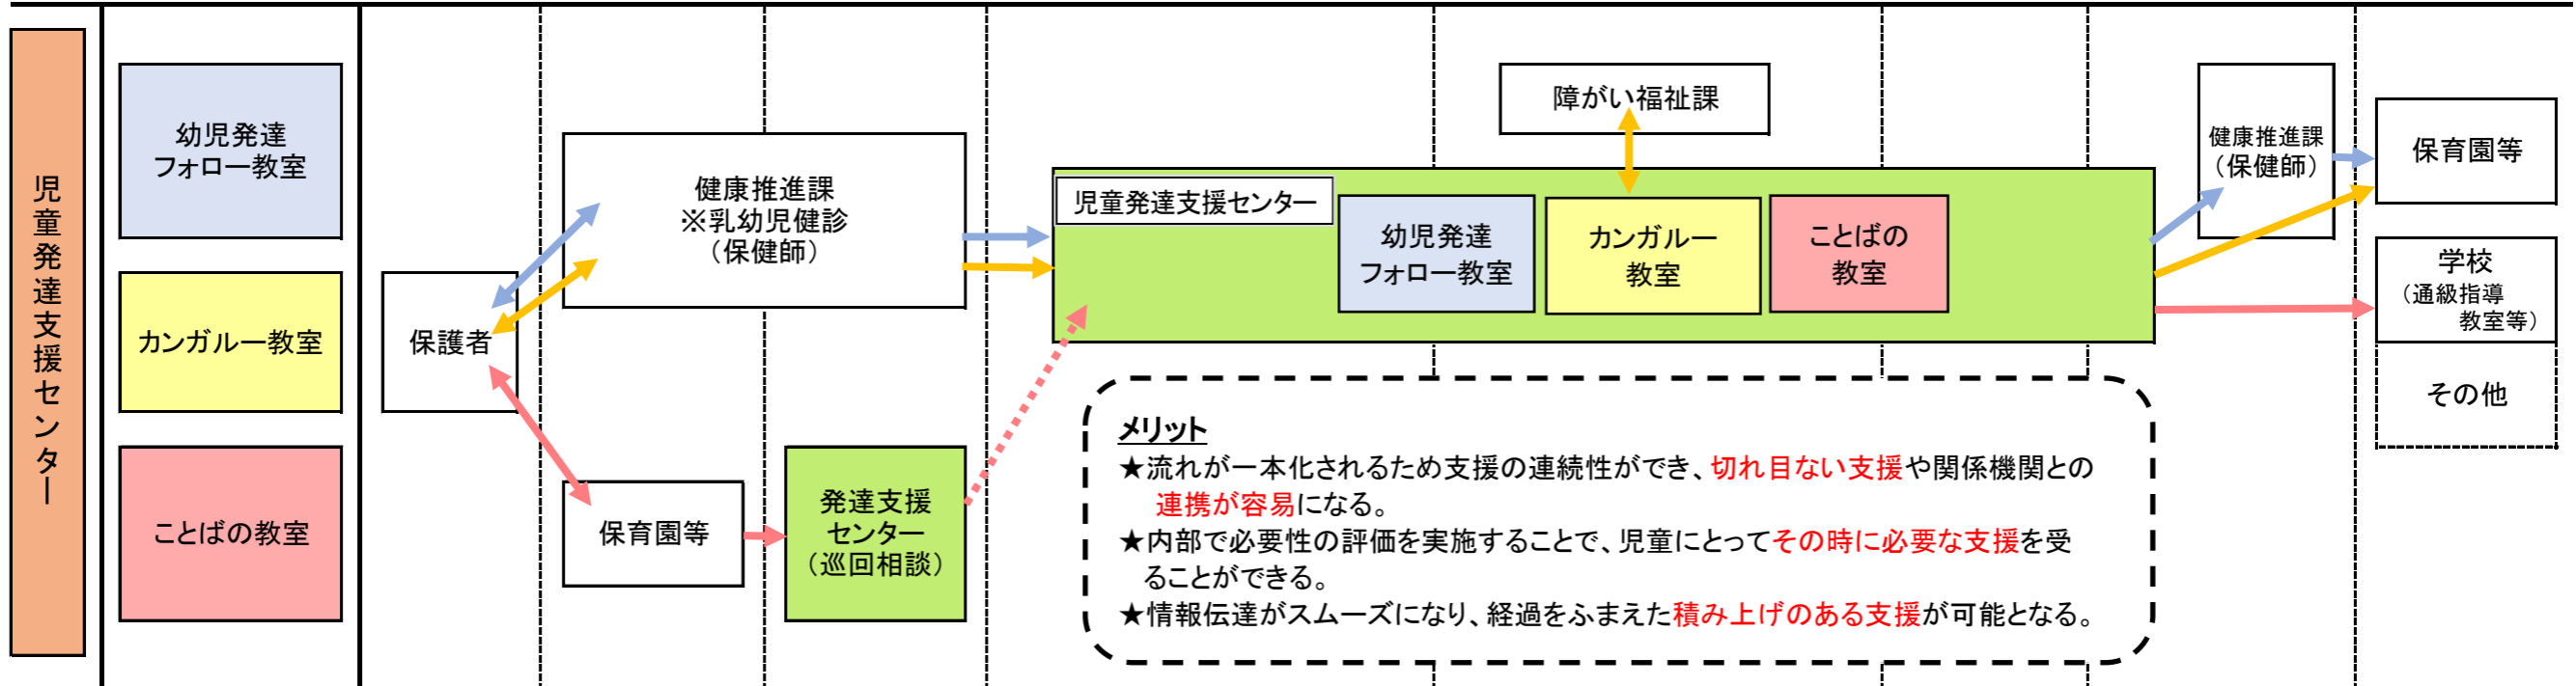 児童発達支援センター
幼児発達
フォロー教室
カンガルー教室
ことばの教室
保護者
健康推進課
※乳幼児健診
（保健師）
保育園等
発達支援
センター
（巡回相談）
児童発達支援センター
障がい福祉課
幼児発達
フォロー教室
カンガルー
教室
ことばの
教室
健康推進課
（保健師）
保育園等
学校
（通級指導
教室等）
その他
メリット
★流れが一本化されるため支援の連続性ができ、切れ目ない支援や関係機関との
連携が容易になる。
★内部で必要性の評価を実施することで、児童にとってその時に必要な支援を受
ることができる。
★情報伝達がスムーズになり、経過をふまえた積み上げのある支援が可能となる。